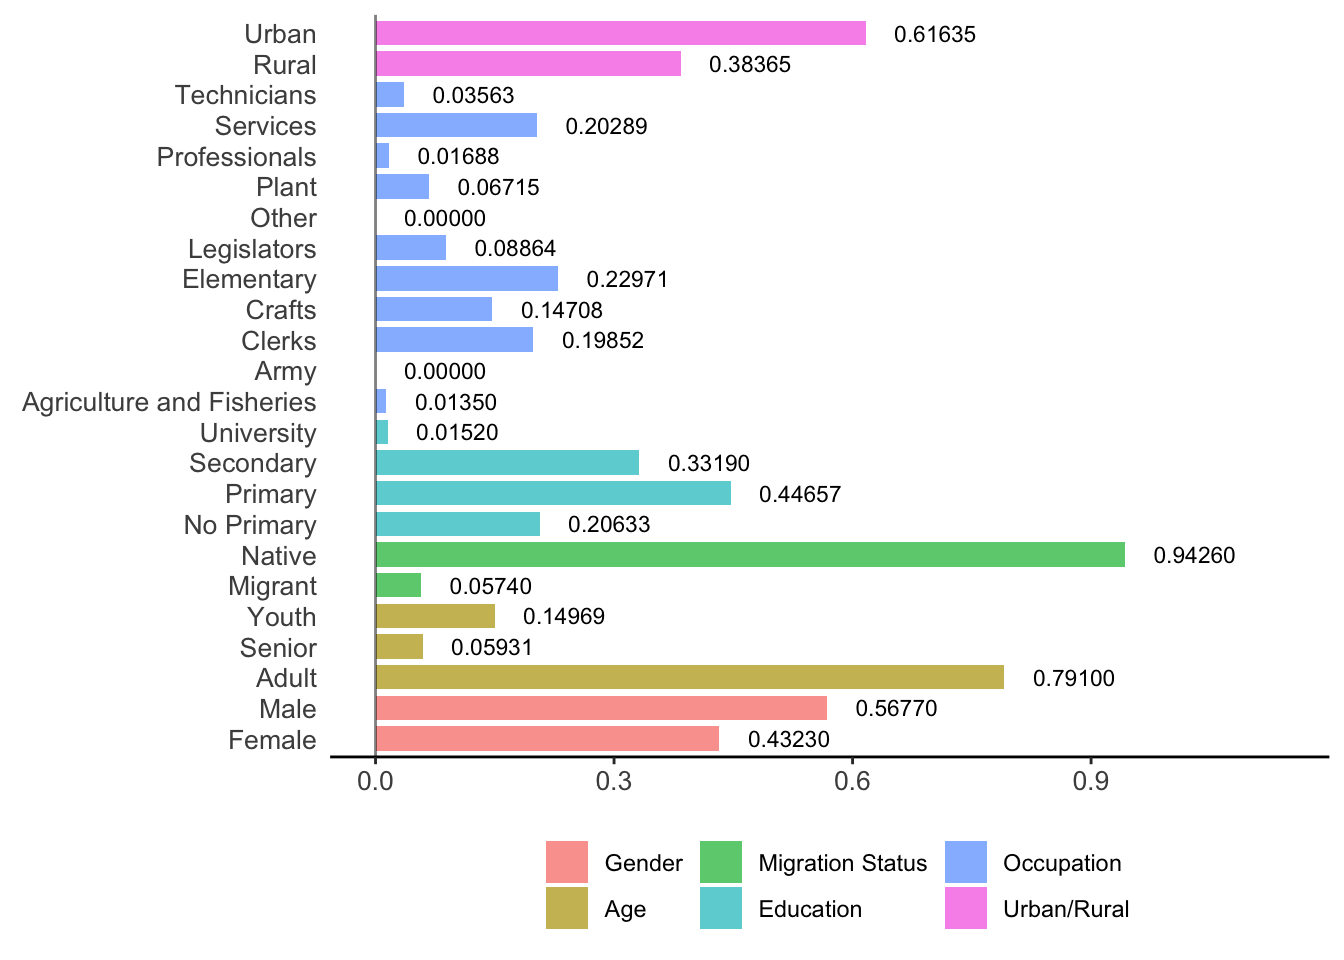 Urban 0.61635
Rural 0.38365
Technicians 0.03563
Services 0.20289
Professionals 0.01688
Plant 0.06715
Other 0.00000
Legislators 0.08864
Elementary 0.22971
Crafts 0.14708
Clerks 0.19852
Army 0.00000
Agriculture and Fisheries 0.01350
University 0.01520
Secondary 0.33190
Primary 0.44657
No Primary 0.20633
Native 0.94260
Migrant 0.05740
Youth 0.14969
Senior 0.05931
Adult 0.79100
Male 0.56770
Female 0.43230
0.0 0.3 0.6 0.9
Gender Migration Status Occupation
Age Education Urban/Rural